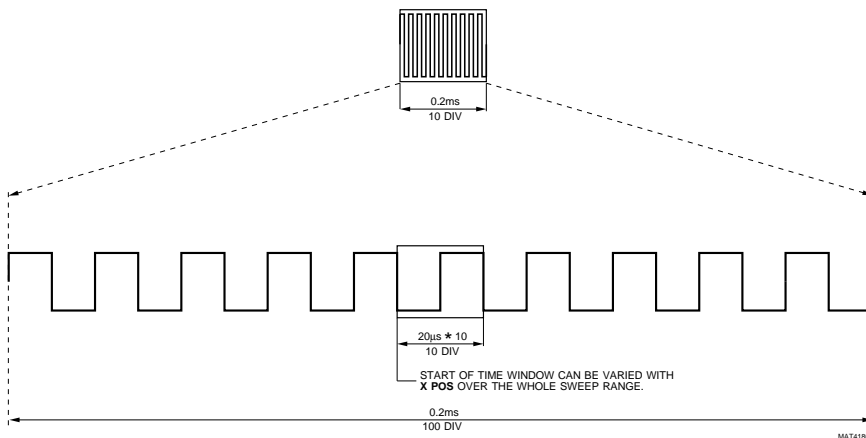 0.2ms
10 DIV
20µs * 10
10 DIV
START OF TIME WINDOW CAN BE VARIED WITH
X POS OVER THE WHOLE SWEEP RANGE.
0.2ms
100 DIV